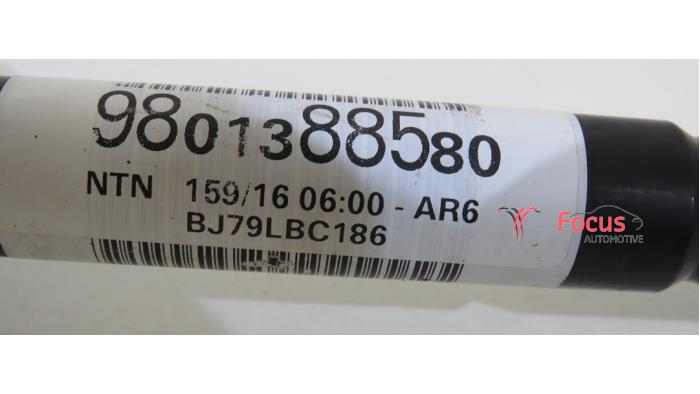 9801388580
NTN 159/16 06:00 - AR6
BJ79LBC186
Focus
AUTOMOTIVE